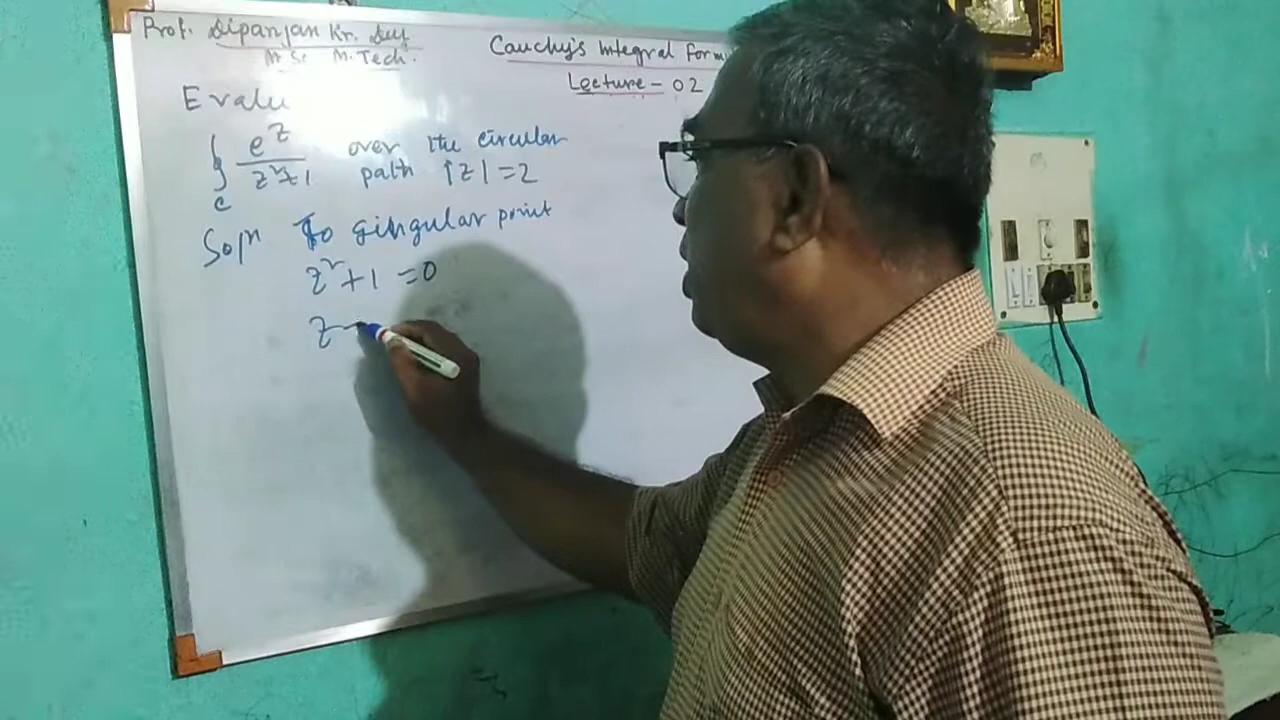 Prof. Dipanjan Kr. Dey
M.Sc M.Tech.
Cauchy's Integral Form
Lecture - 02
Evalu
∮ e^z / z²+1 over the circular
c path |z| = 2
Soln To singular point
z² + 1 = 0
z